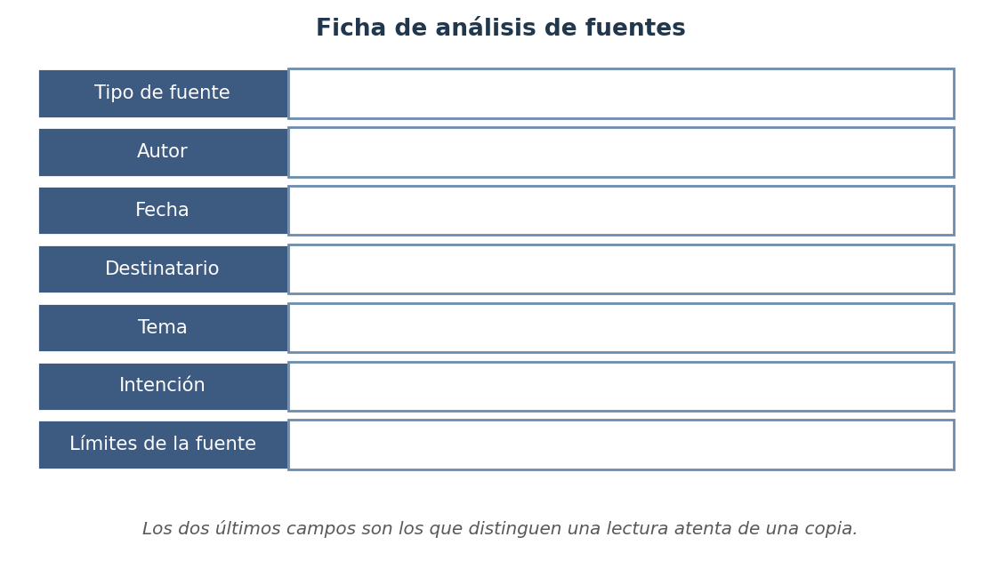 Ficha de análisis de fuentes
Tipo de fuente
Autor
Fecha
Destinatario
Tema
Intención
Límites de la fuente
Los dos últimos campos son los que distinguen una lectura atenta de una copia.